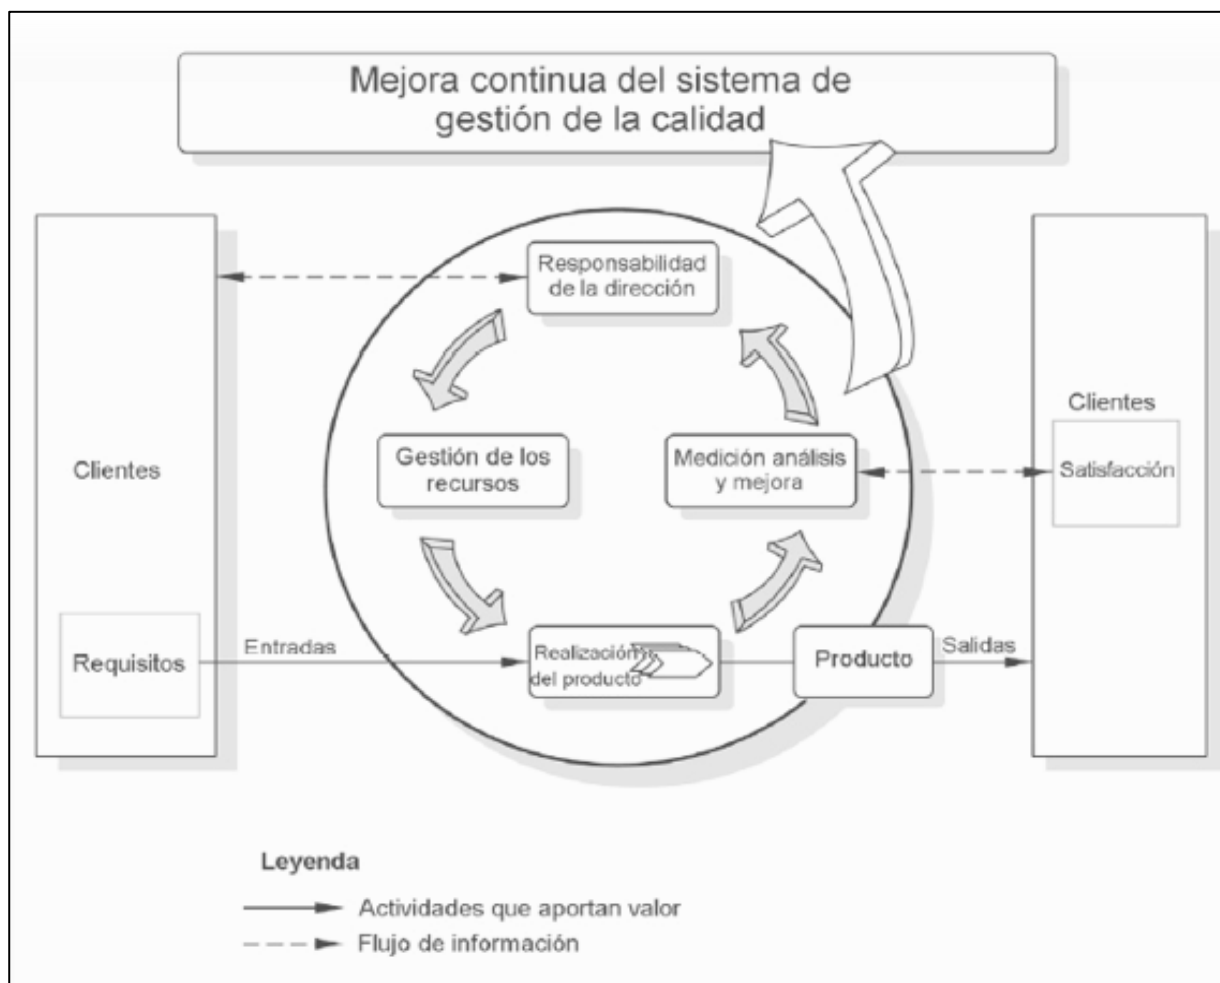 Mejora continua del sistema de
gestión de la calidad
Responsabilidad
de la dirección
Clientes
Gestión de los
recursos
Medición análisis
y mejora
Clientes
Satisfacción
Requisitos
Entradas
Realización
del producto
Producto
Salidas
Leyenda
Actividades que aportan valor
Flujo de información